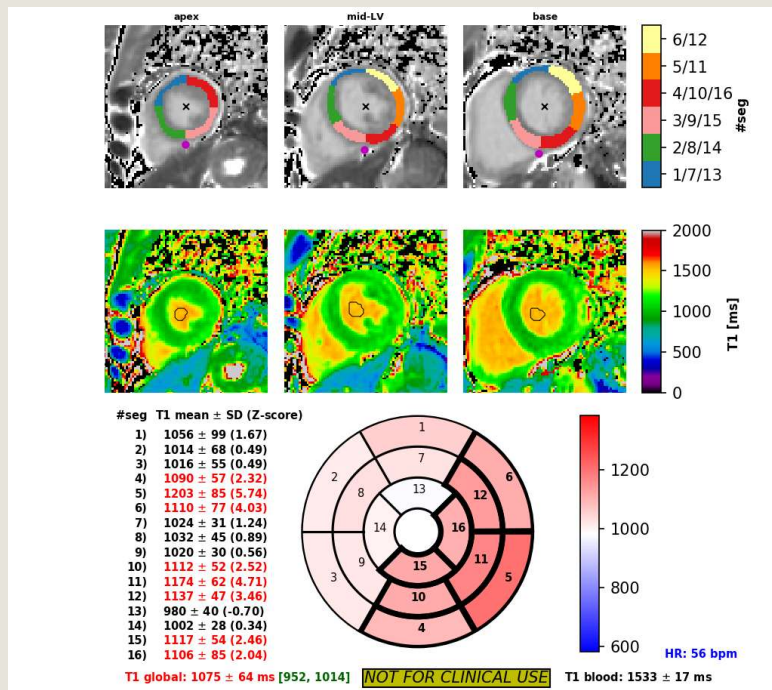 apex mid-LV base
6/12
5/11
4/10/16
3/9/15
2/8/14
1/7/13
#seg
2000
1500
1000
500
0
T1 [ms]
#seg T1 mean ± SD (Z-score)
1) 1056 ± 99 (1.67)
2) 1014 ± 68 (0.49)
3) 1016 ± 55 (0.49)
4) 1090 ± 57 (2.32)
5) 1203 ± 85 (5.74)
6) 1110 ± 77 (4.03)
7) 1024 ± 31 (1.24)
8) 1032 ± 45 (0.89)
9) 1020 ± 30 (0.56)
10) 1112 ± 52 (2.52)
11) 1174 ± 62 (4.71)
12) 1137 ± 47 (3.46)
13) 980 ± 40 (-0.70)
14) 1002 ± 28 (0.34)
15) 1117 ± 54 (2.46)
16) 1106 ± 85 (2.04)
1
7
2 6
13 12
8
14 16
9 15 11
3 5
10
4
1200
1000
800
600
HR: 56 bpm
T1 global: 1075 ± 64 ms [952, 1014] NOT FOR CLINICAL USE T1 blood: 1533 ± 17 ms